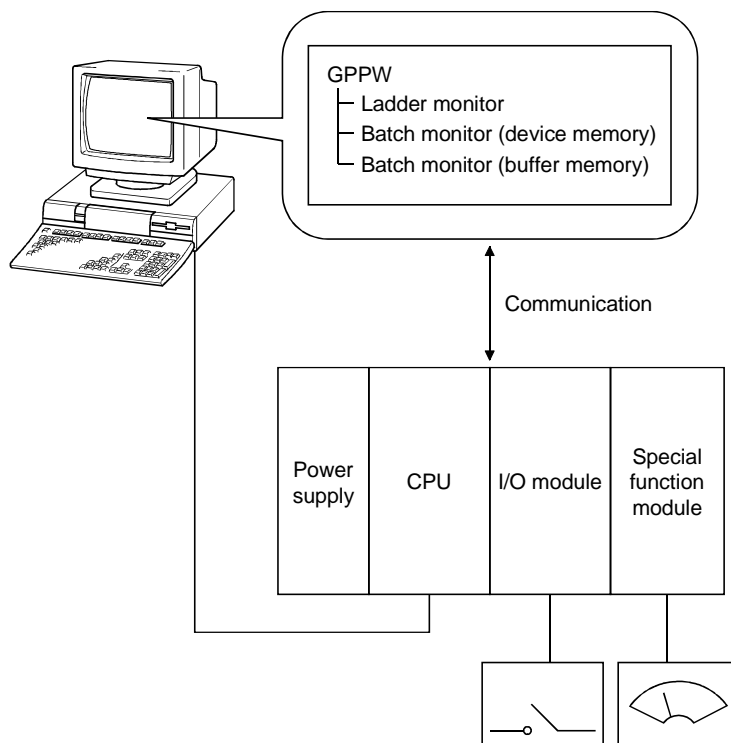 GPPW
Ladder monitor
Batch monitor (device memory)
Batch monitor (buffer memory)
Communication
Power
supply
CPU
I/O module
Special
function
module